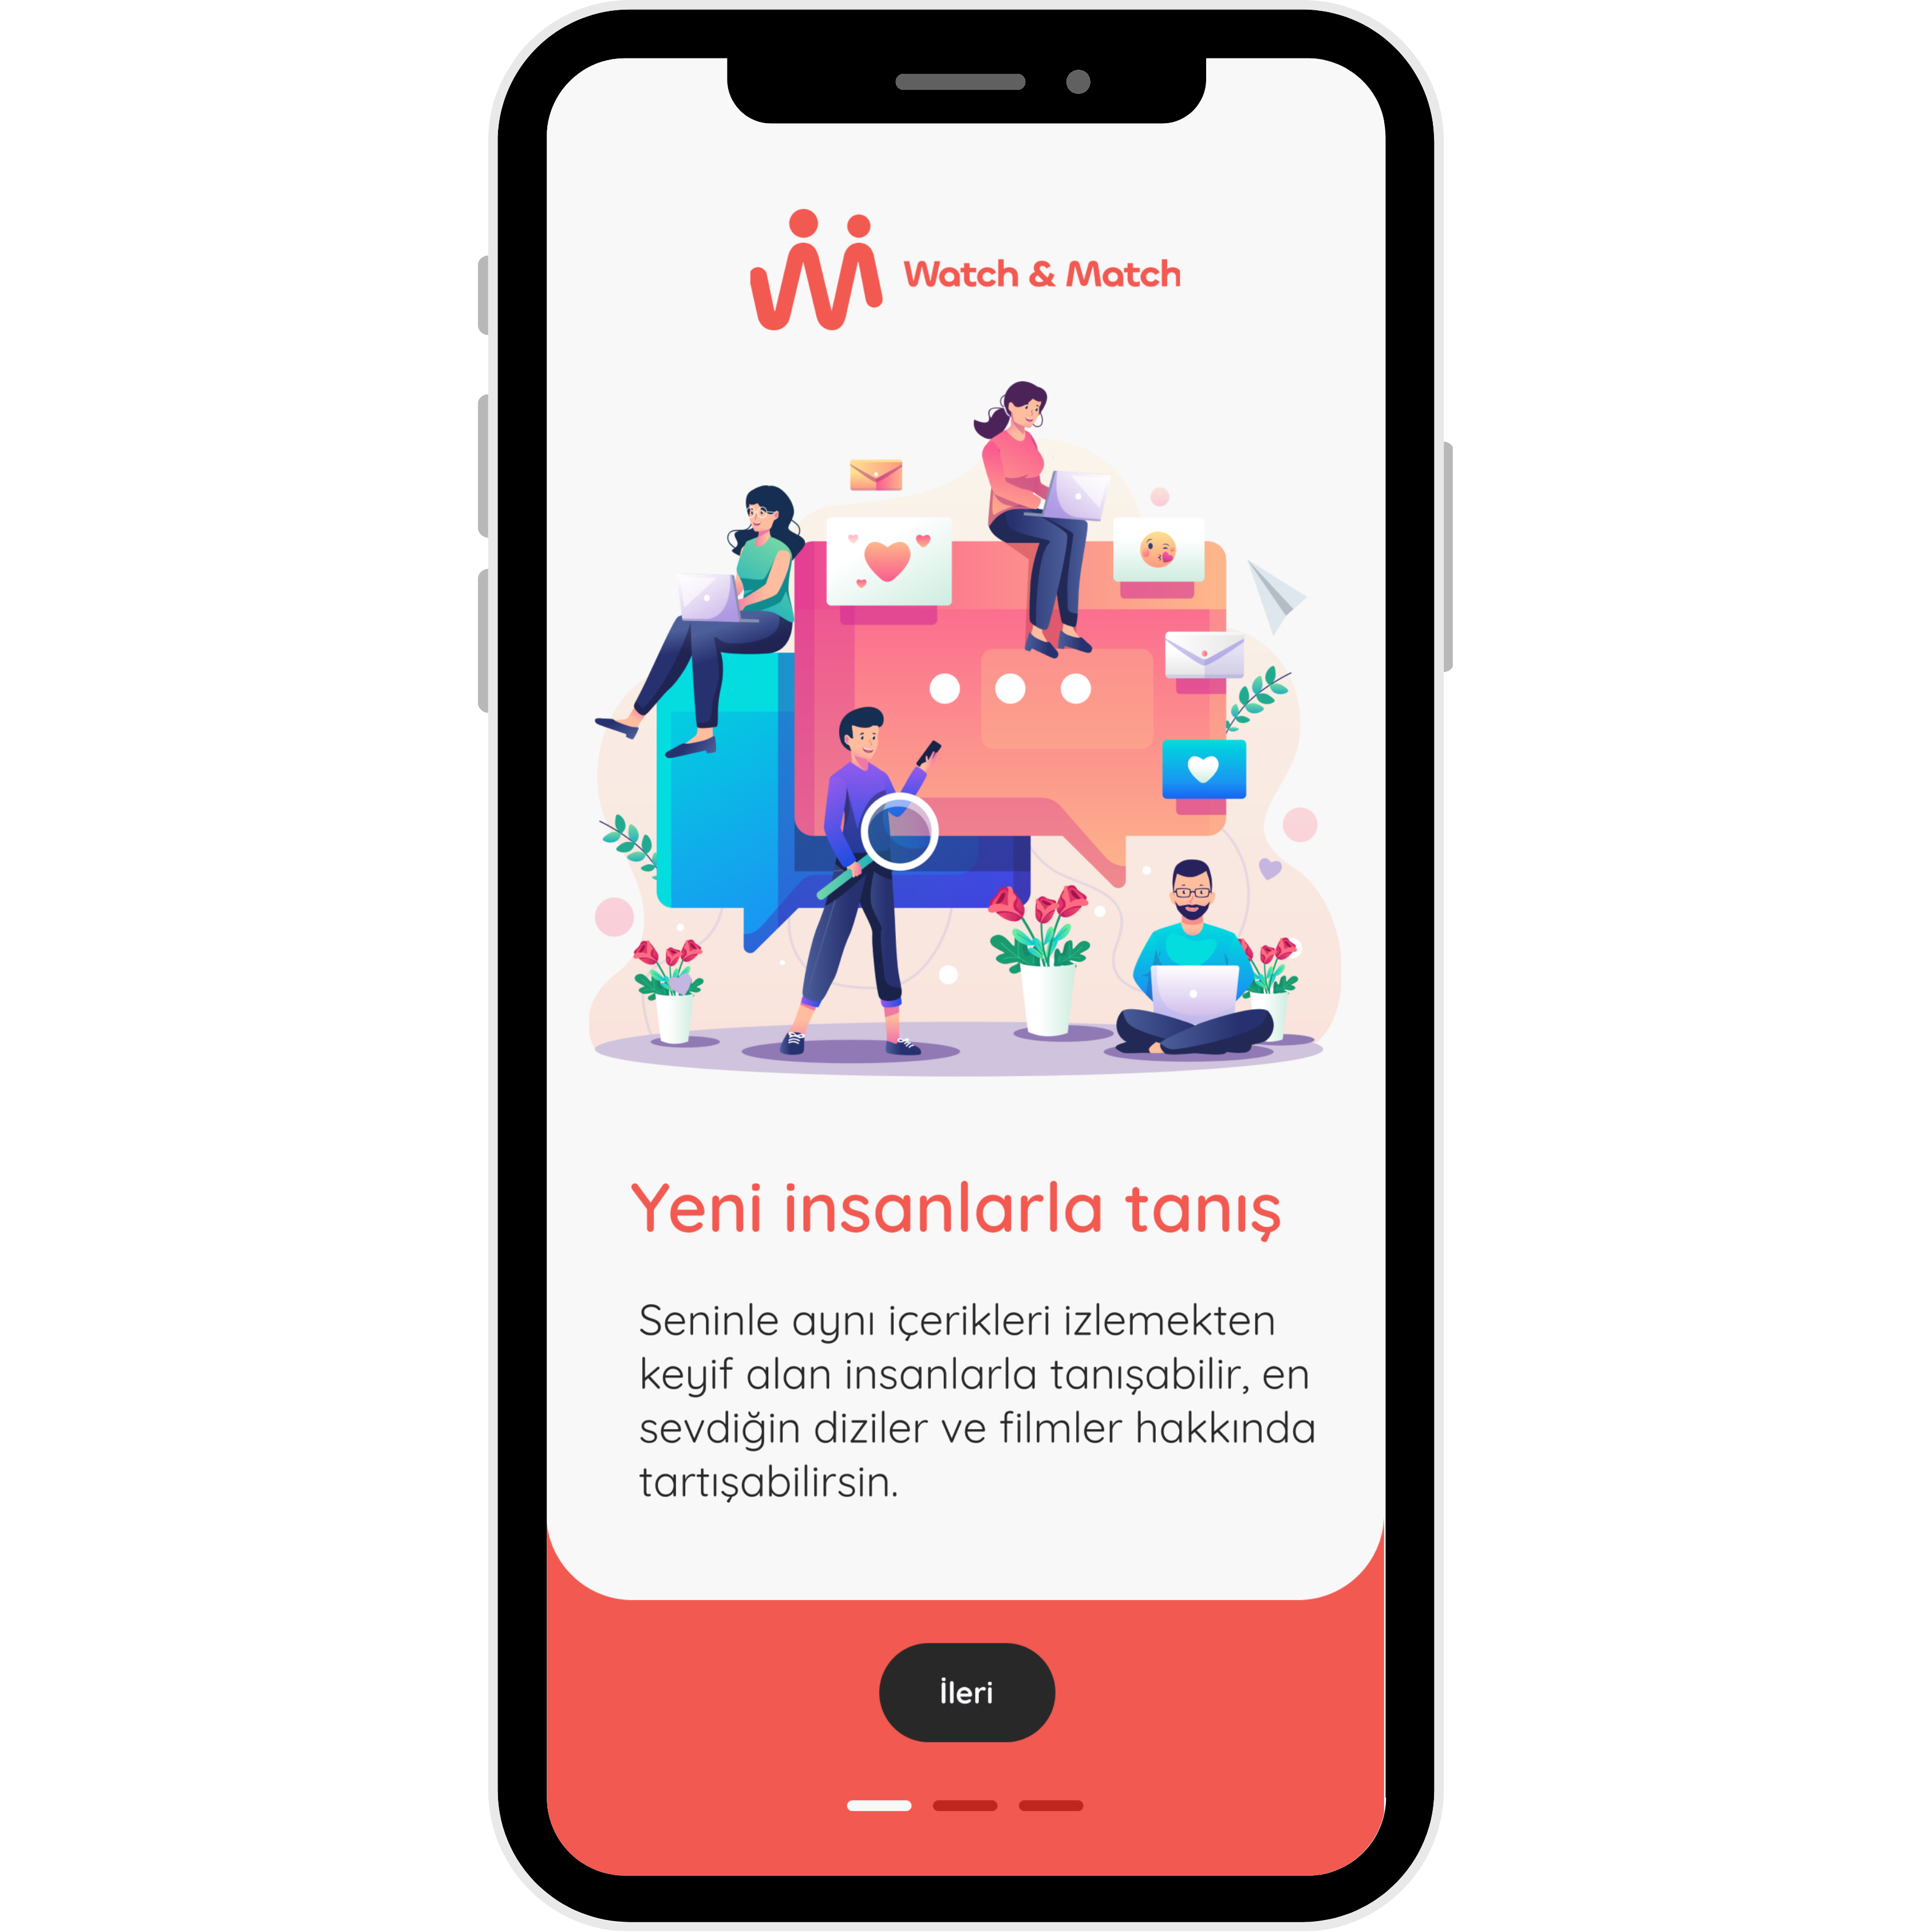 Watch & Match
Yeni insanlarla tanış
Seninle aynı içerikleri izlemekten
keyif alan insanlarla tanışabilir, en
sevdiğin diziler ve filmler hakkında
tartışabilirsin.
İleri